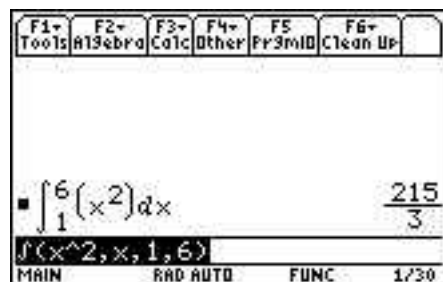 F1 F2 F3 F4 F5 F6
Tools Algebra Calc Other PrgmIO Clean Up
∫₁⁶(x²)dx 215/3
∫(x^2,x,1,6)
MAIN RAD AUTO FUNC 1/30